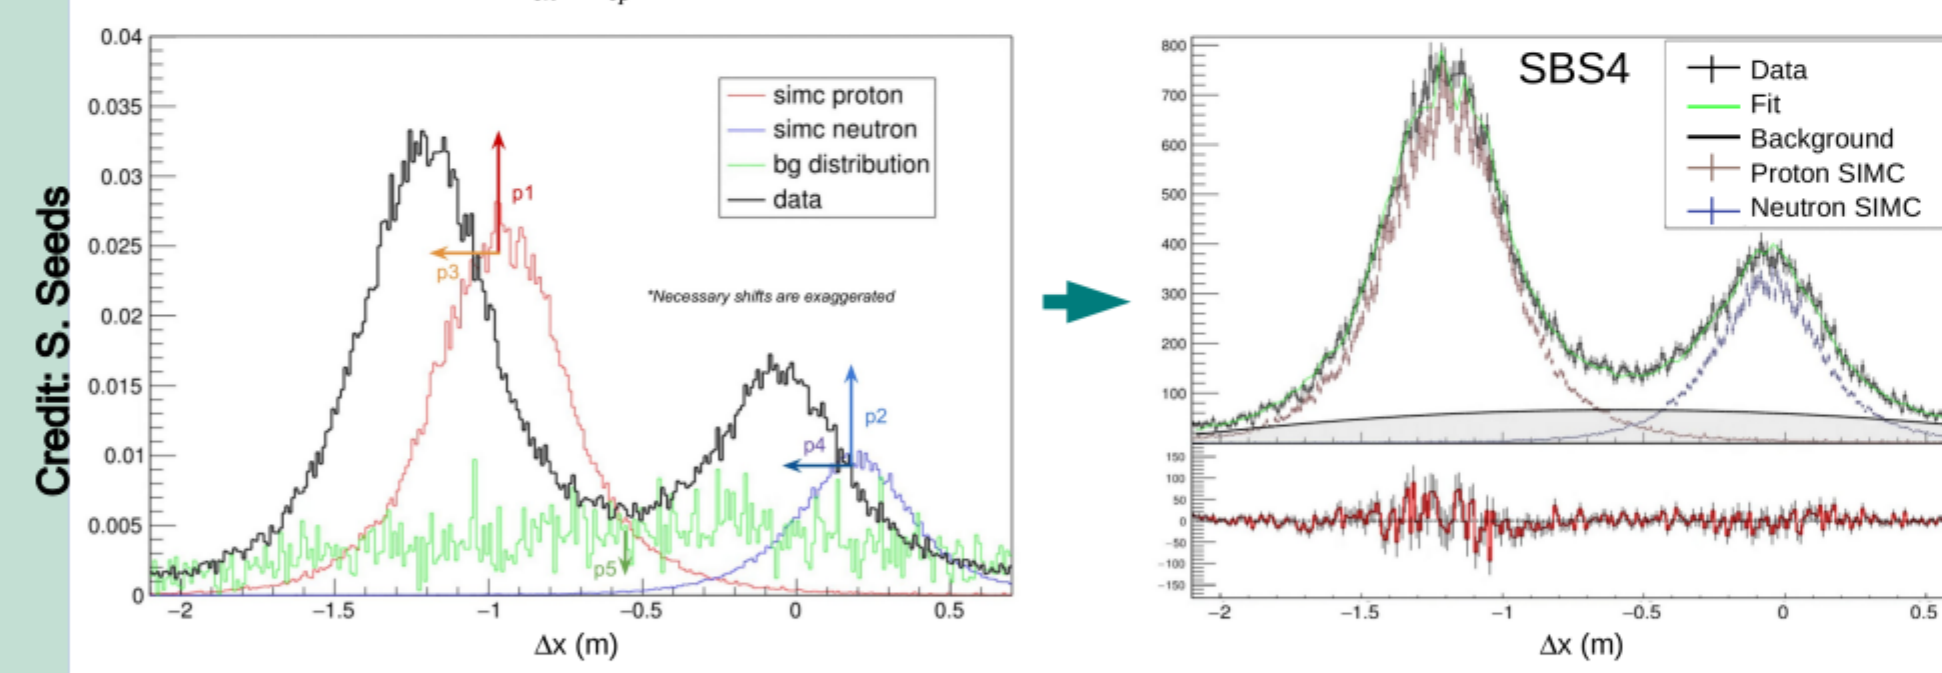 Credit: S. Seeds
0.04
0.035
0.03
0.025
0.02
0.015
0.01
0.005
0
−2
−1.5
−1
−0.5
0
0.5
Δx (m)
simc proton
simc neutron
bg distribution
data
p1
p3
*Necessary shifts are exaggerated
p2
p4
p5
SBS4
Data
Fit
Background
Proton SIMC
Neutron SIMC
800
700
600
500
400
300
200
100
150
100
50
0
−50
−100
−150
−2
−1.5
−1
−0.5
0
0.5
Δx (m)